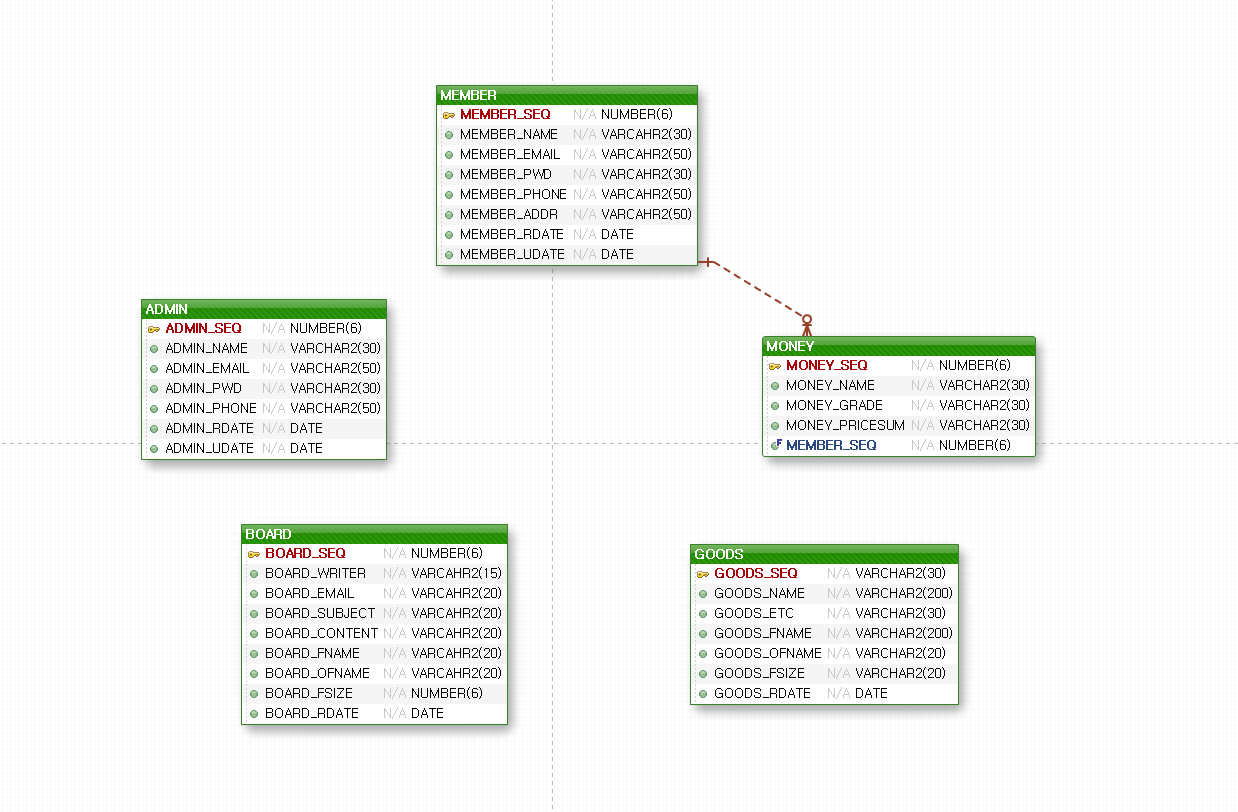 MEMBER
MEMBER_SEQ N/A NUMBER(6)
MEMBER_NAME N/A VARCAHR2(30)
MEMBER_EMAIL N/A VARCAHR2(50)
MEMBER_PWD N/A VARCAHR2(30)
MEMBER_PHONE N/A VARCAHR2(50)
MEMBER_ADDR N/A VARCAHR2(50)
MEMBER_RDATE N/A DATE
MEMBER_UDATE N/A DATE
ADMIN
ADMIN_SEQ N/A NUMBER(6)
ADMIN_NAME N/A VARCHAR2(30)
ADMIN_EMAIL N/A VARCHAR2(50)
ADMIN_PWD N/A VARCHAR2(30)
ADMIN_PHONE N/A VARCHAR2(50)
ADMIN_RDATE N/A DATE
ADMIN_UDATE N/A DATE
MONEY
MONEY_SEQ N/A NUMBER(6)
MONEY_NAME N/A VARCHAR2(30)
MONEY_GRADE N/A VARCHAR2(30)
MONEY_PRICESUM N/A VARCHAR2(30)
F MEMBER_SEQ N/A NUMBER(6)
BOARD
BOARD_SEQ N/A NUMBER(6)
BOARD_WRITER N/A VARCAHR2(15)
BOARD_EMAIL N/A VARCAHR2(20)
BOARD_SUBJECT N/A VARCAHR2(20)
BOARD_CONTENT N/A VARCAHR2(20)
BOARD_FNAME N/A VARCAHR2(20)
BOARD_OFNAME N/A VARCAHR2(20)
BOARD_FSIZE N/A NUMBER(6)
BOARD_RDATE N/A DATE
GOODS
GOODS_SEQ N/A VARCHAR2(30)
GOODS_NAME N/A VARCHAR2(200)
GOODS_ETC N/A VARCHAR2(30)
GOODS_FNAME N/A VARCHAR2(200)
GOODS_OFNAME N/A VARCHAR2(20)
GOODS_FSIZE N/A VARCHAR2(20)
GOODS_RDATE N/A DATE